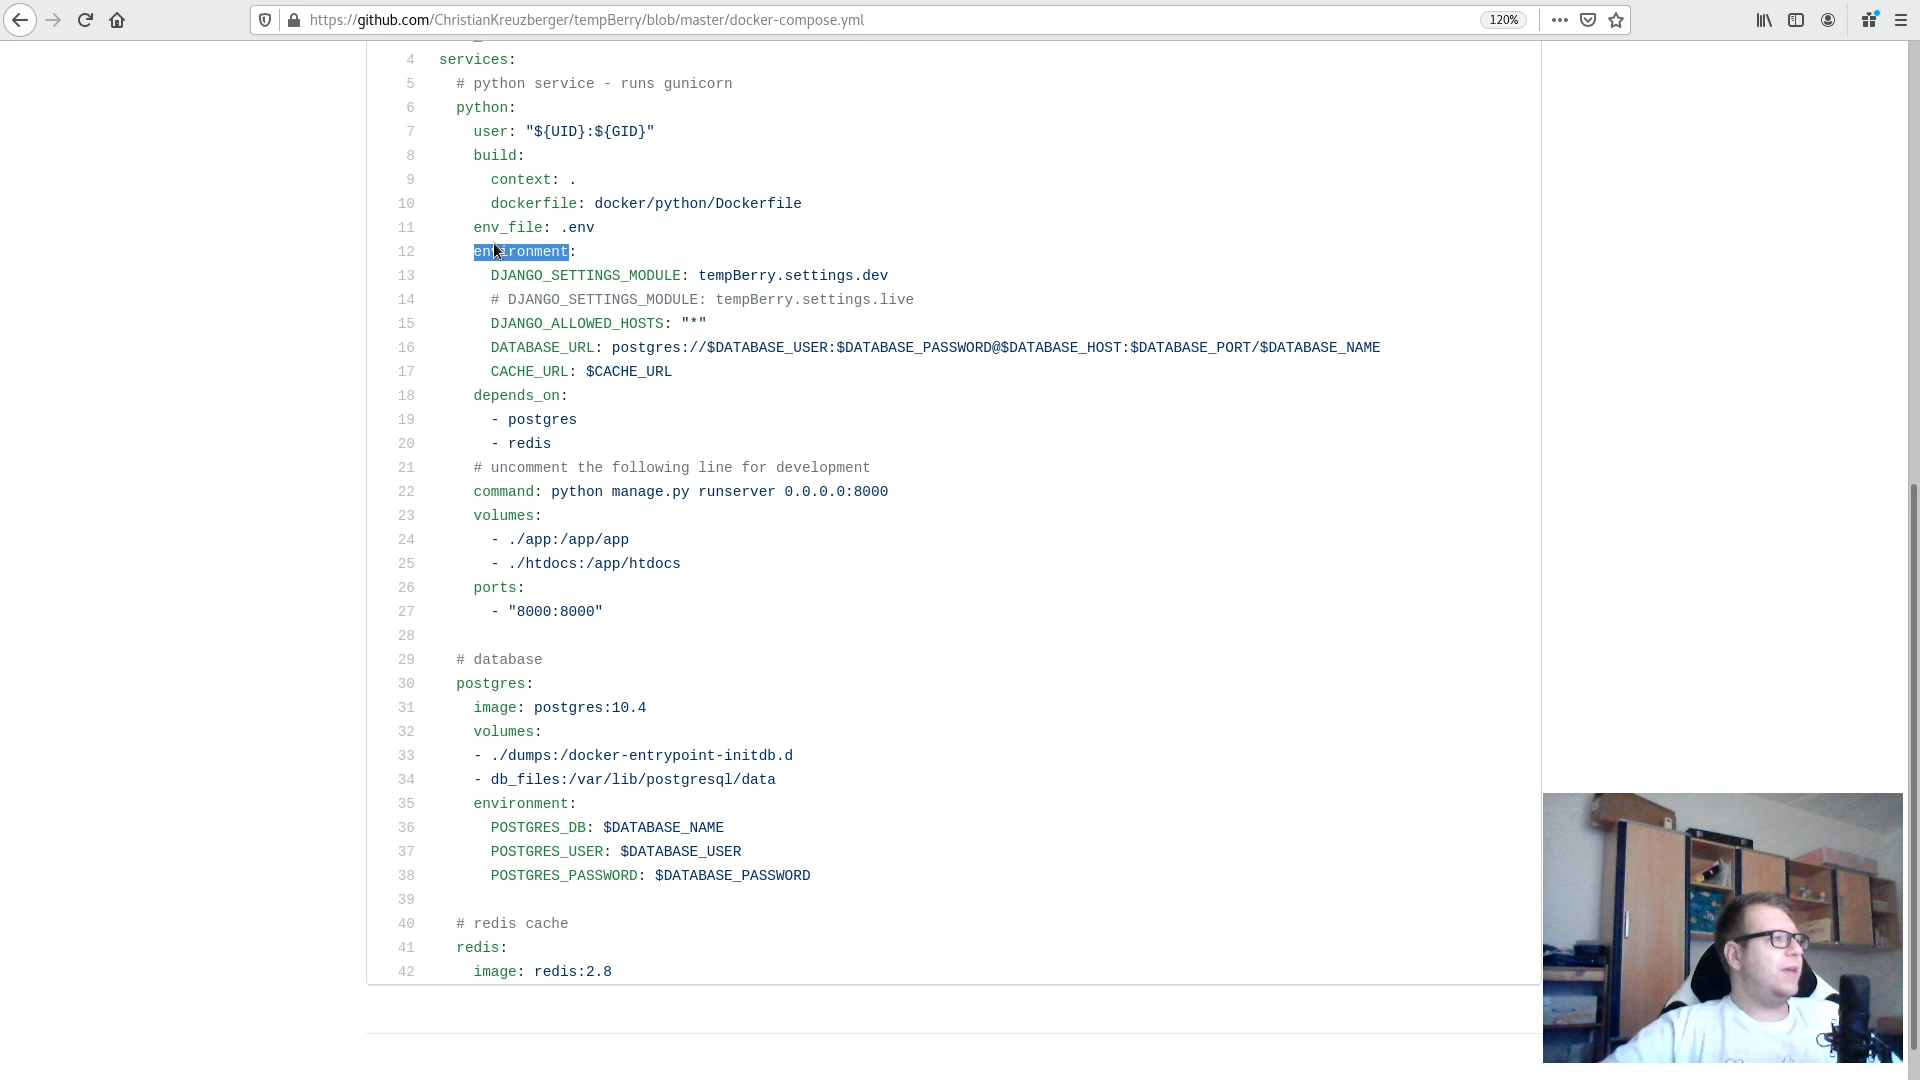 https://github.com/ChristianKreuzberger/tempBerry/blob/master/docker-compose.yml
120%
4 services:
5 # python service - runs gunicorn
6 python:
7 user: "${UID}:${GID}"
8 build:
9 context: .
10 dockerfile: docker/python/Dockerfile
11 env_file: .env
12 environment:
13 DJANGO_SETTINGS_MODULE: tempBerry.settings.dev
14 # DJANGO_SETTINGS_MODULE: tempBerry.settings.live
15 DJANGO_ALLOWED_HOSTS: "*"
16 DATABASE_URL: postgres://$DATABASE_USER:$DATABASE_PASSWORD@$DATABASE_HOST:$DATABASE_PORT/$DATABASE_NAME
17 CACHE_URL: $CACHE_URL
18 depends_on:
19 - postgres
20 - redis
21 # uncomment the following line for development
22 command: python manage.py runserver 0.0.0.0:8000
23 volumes:
24 - ./app:/app/app
25 - ./htdocs:/app/htdocs
26 ports:
27 - "8000:8000"
28
29 # database
30 postgres:
31 image: postgres:10.4
32 volumes:
33 - ./dumps:/docker-entrypoint-initdb.d
34 - db_files:/var/lib/postgresql/data
35 environment:
36 POSTGRES_DB: $DATABASE_NAME
37 POSTGRES_USER: $DATABASE_USER
38 POSTGRES_PASSWORD: $DATABASE_PASSWORD
39
40 # redis cache
41 redis:
42 image: redis:2.8